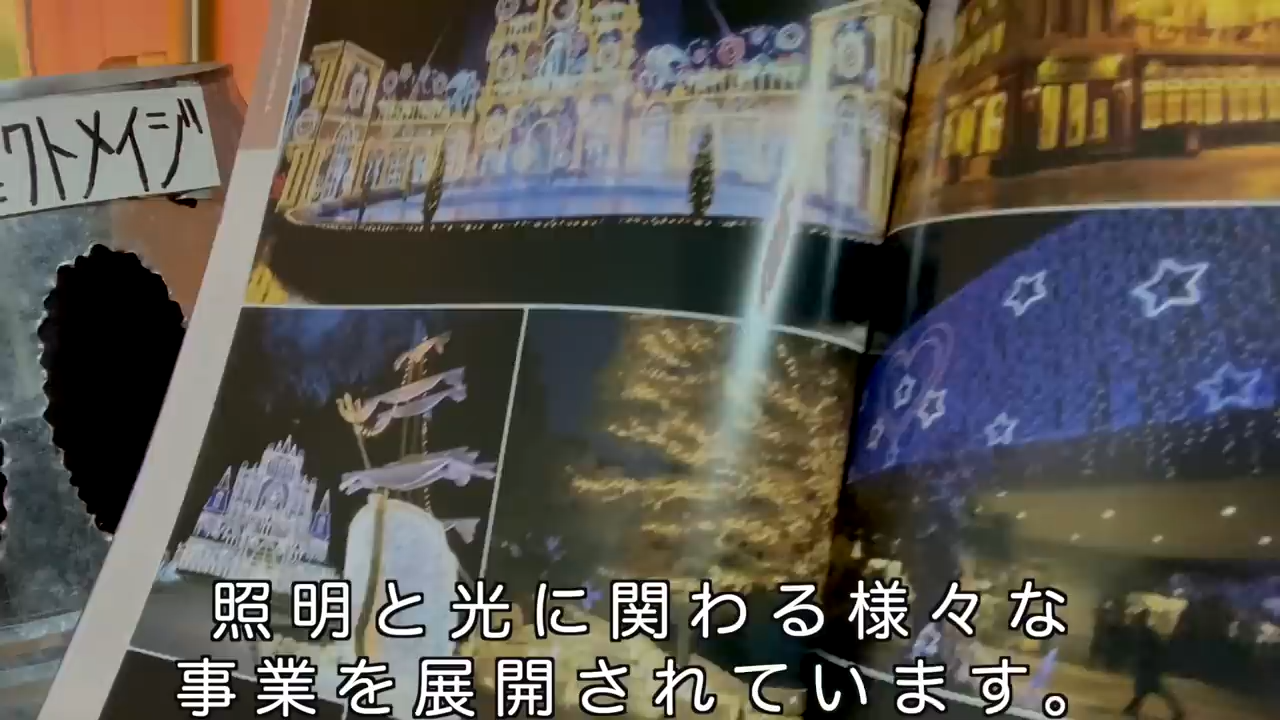 ェクトメイジ
照明と光に関わる様々な
事業を展開されています。